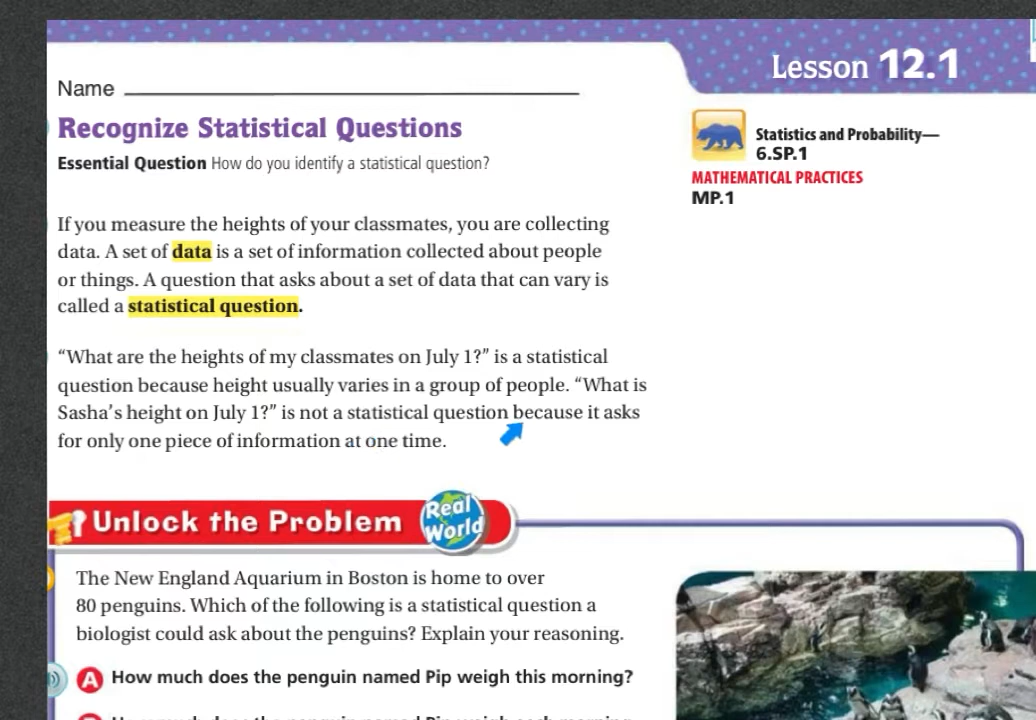 Lesson 12.1
Name
Recognize Statistical Questions
Essential Question How do you identify a statistical question?
Statistics and Probability—
6.SP.1
MATHEMATICAL PRACTICES
MP.1
If you measure the heights of your classmates, you are collecting
data. A set of data is a set of information collected about people
or things. A question that asks about a set of data that can vary is
called a statistical question.
“What are the heights of my classmates on July 1?” is a statistical
question because height usually varies in a group of people. “What is
Sasha’s height on July 1?” is not a statistical question because it asks
for only one piece of information at one time.
Unlock the Problem
Real
World
The New England Aquarium in Boston is home to over
80 penguins. Which of the following is a statistical question a
biologist could ask about the penguins? Explain your reasoning.
A How much does the penguin named Pip weigh this morning?